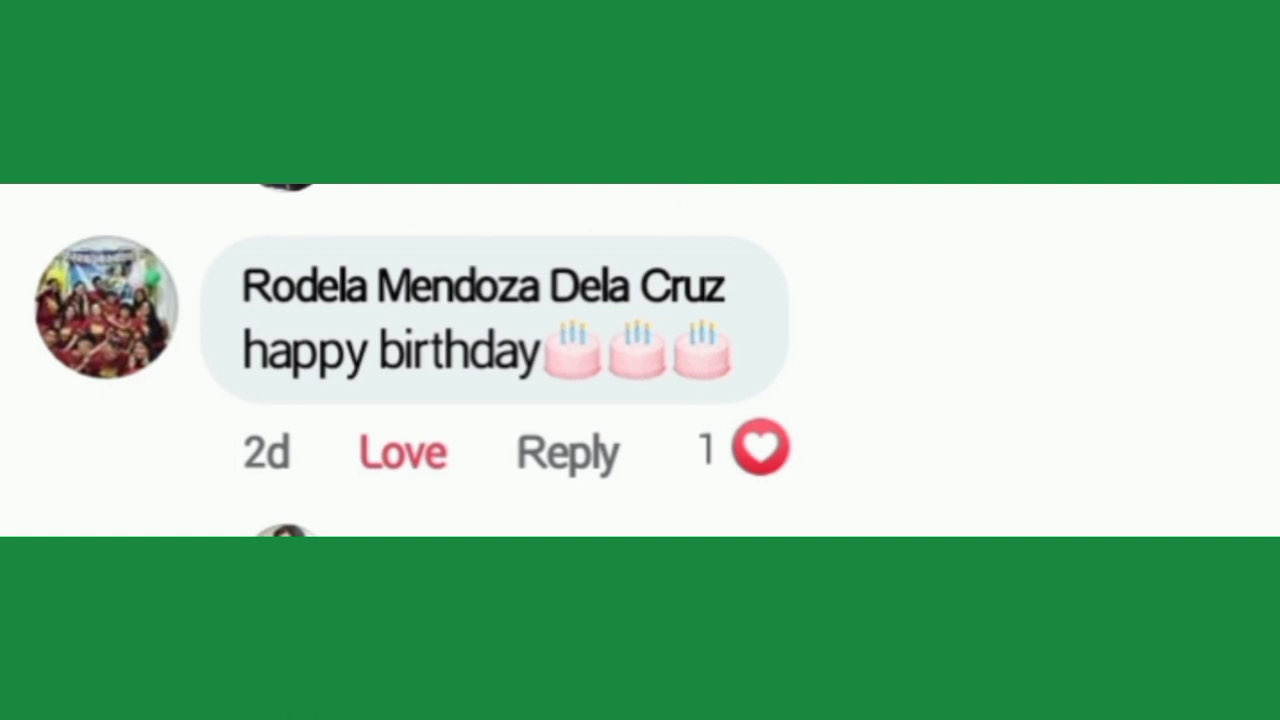 Rodela Mendoza Dela Cruz
happy birthday🎂🎂🎂
2d Love Reply 1